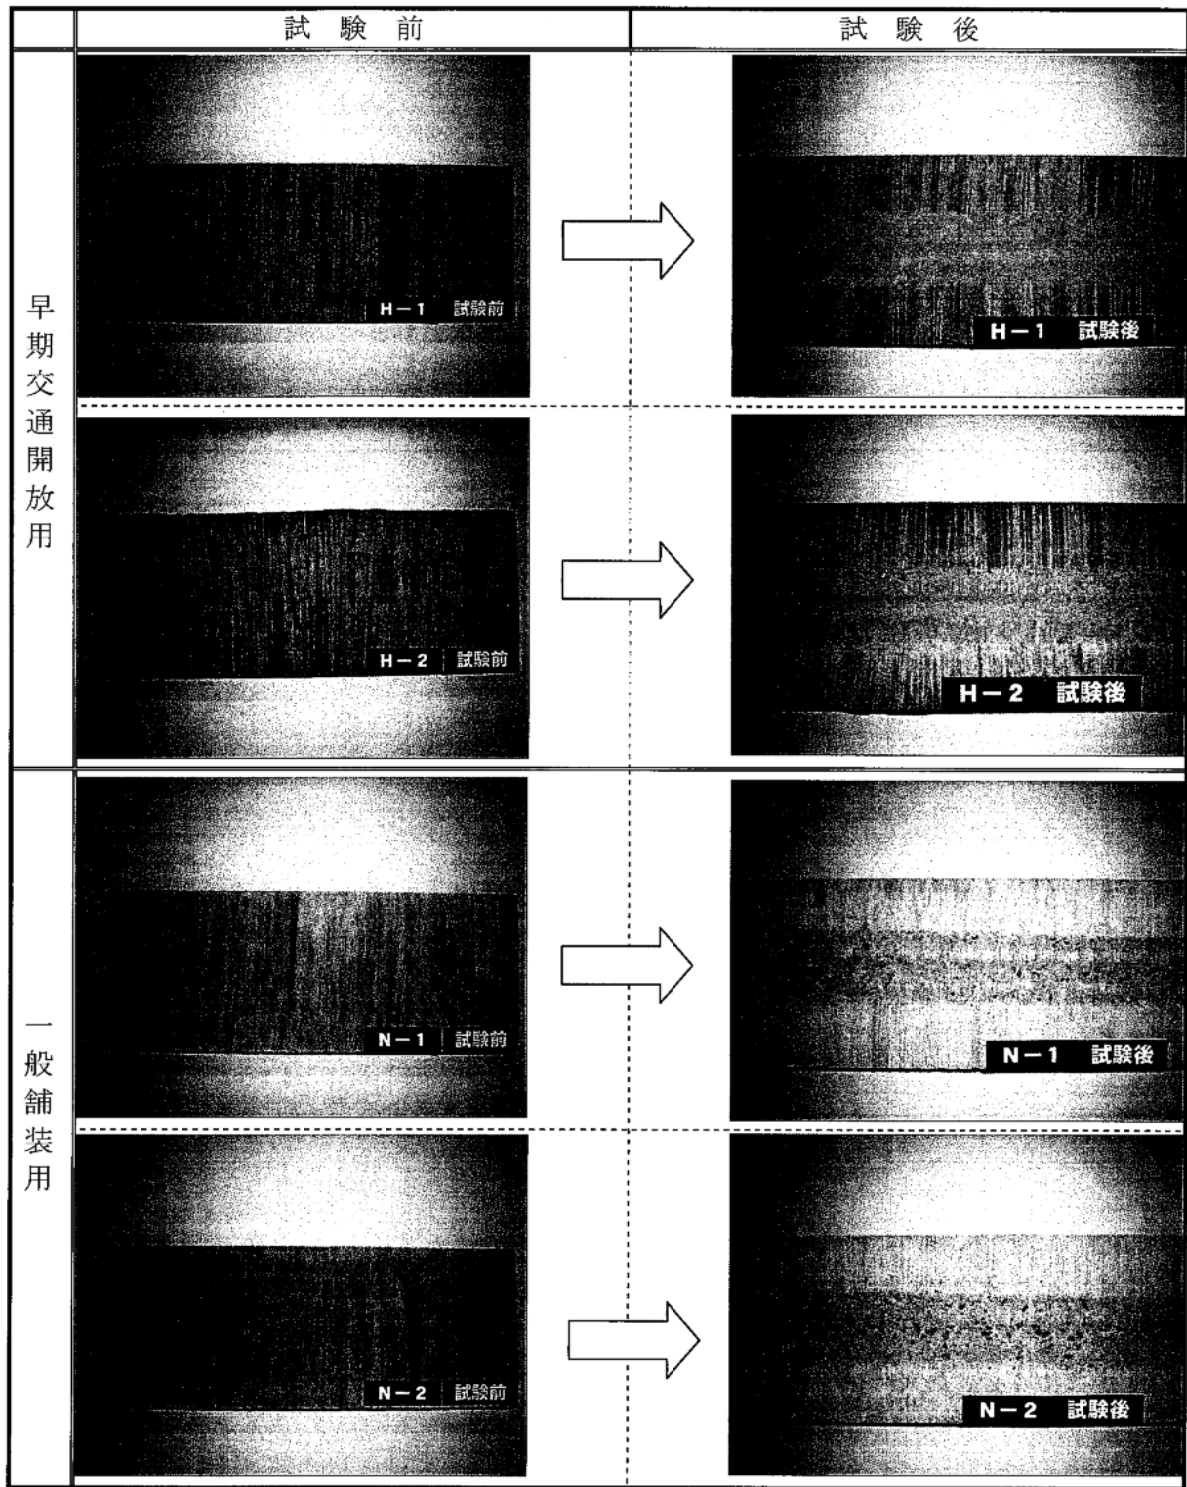 試験前
試験後
早期交通開放用
H-1 試験前
H-1 試験後
H-2 試験前
H-2 試験後
一般舗装用
N-1 試験前
N-1 試験後
N-2 試験前
N-2 試験後